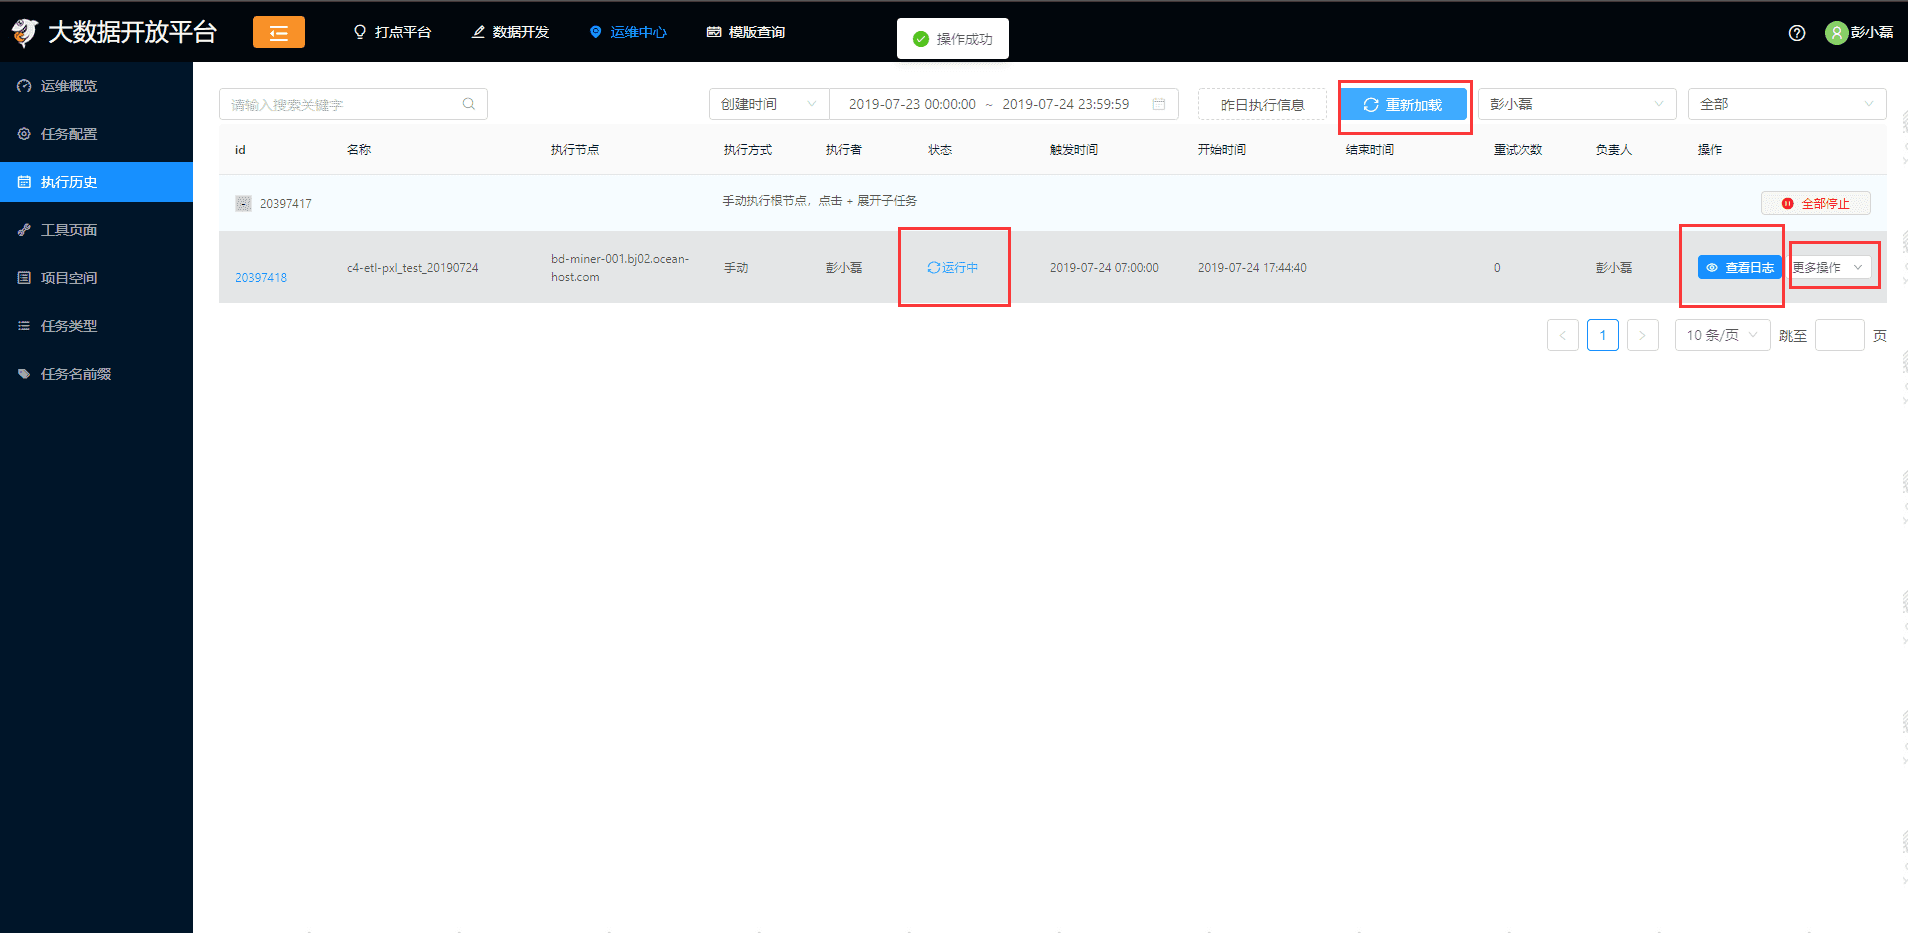 大数据开放平台
打点平台 数据开发 运维中心 模版查询
操作成功
彭小磊
运维概览
任务配置
执行历史
工具页面
项目空间
任务类型
任务名前缀
请输入搜索关键字 创建时间 2019-07-23 00:00:00 ~ 2019-07-24 23:59:59 昨日执行信息 重新加载 彭小磊 全部
id 名称 执行节点 执行方式 执行者 状态 触发时间 开始时间 结束时间 重试次数 负责人 操作
20397417 手动执行根节点，点击 + 展开子任务 全部停止
20397418 c4-etl-pxl_test_20190724 bd-miner-001.bj02.ocean-
host.com 手动 彭小磊 运行中 2019-07-24 07:00:00 2019-07-24 17:44:40 0 彭小磊 查看日志 更多操作
< 1 > 10 条/页 跳至 页